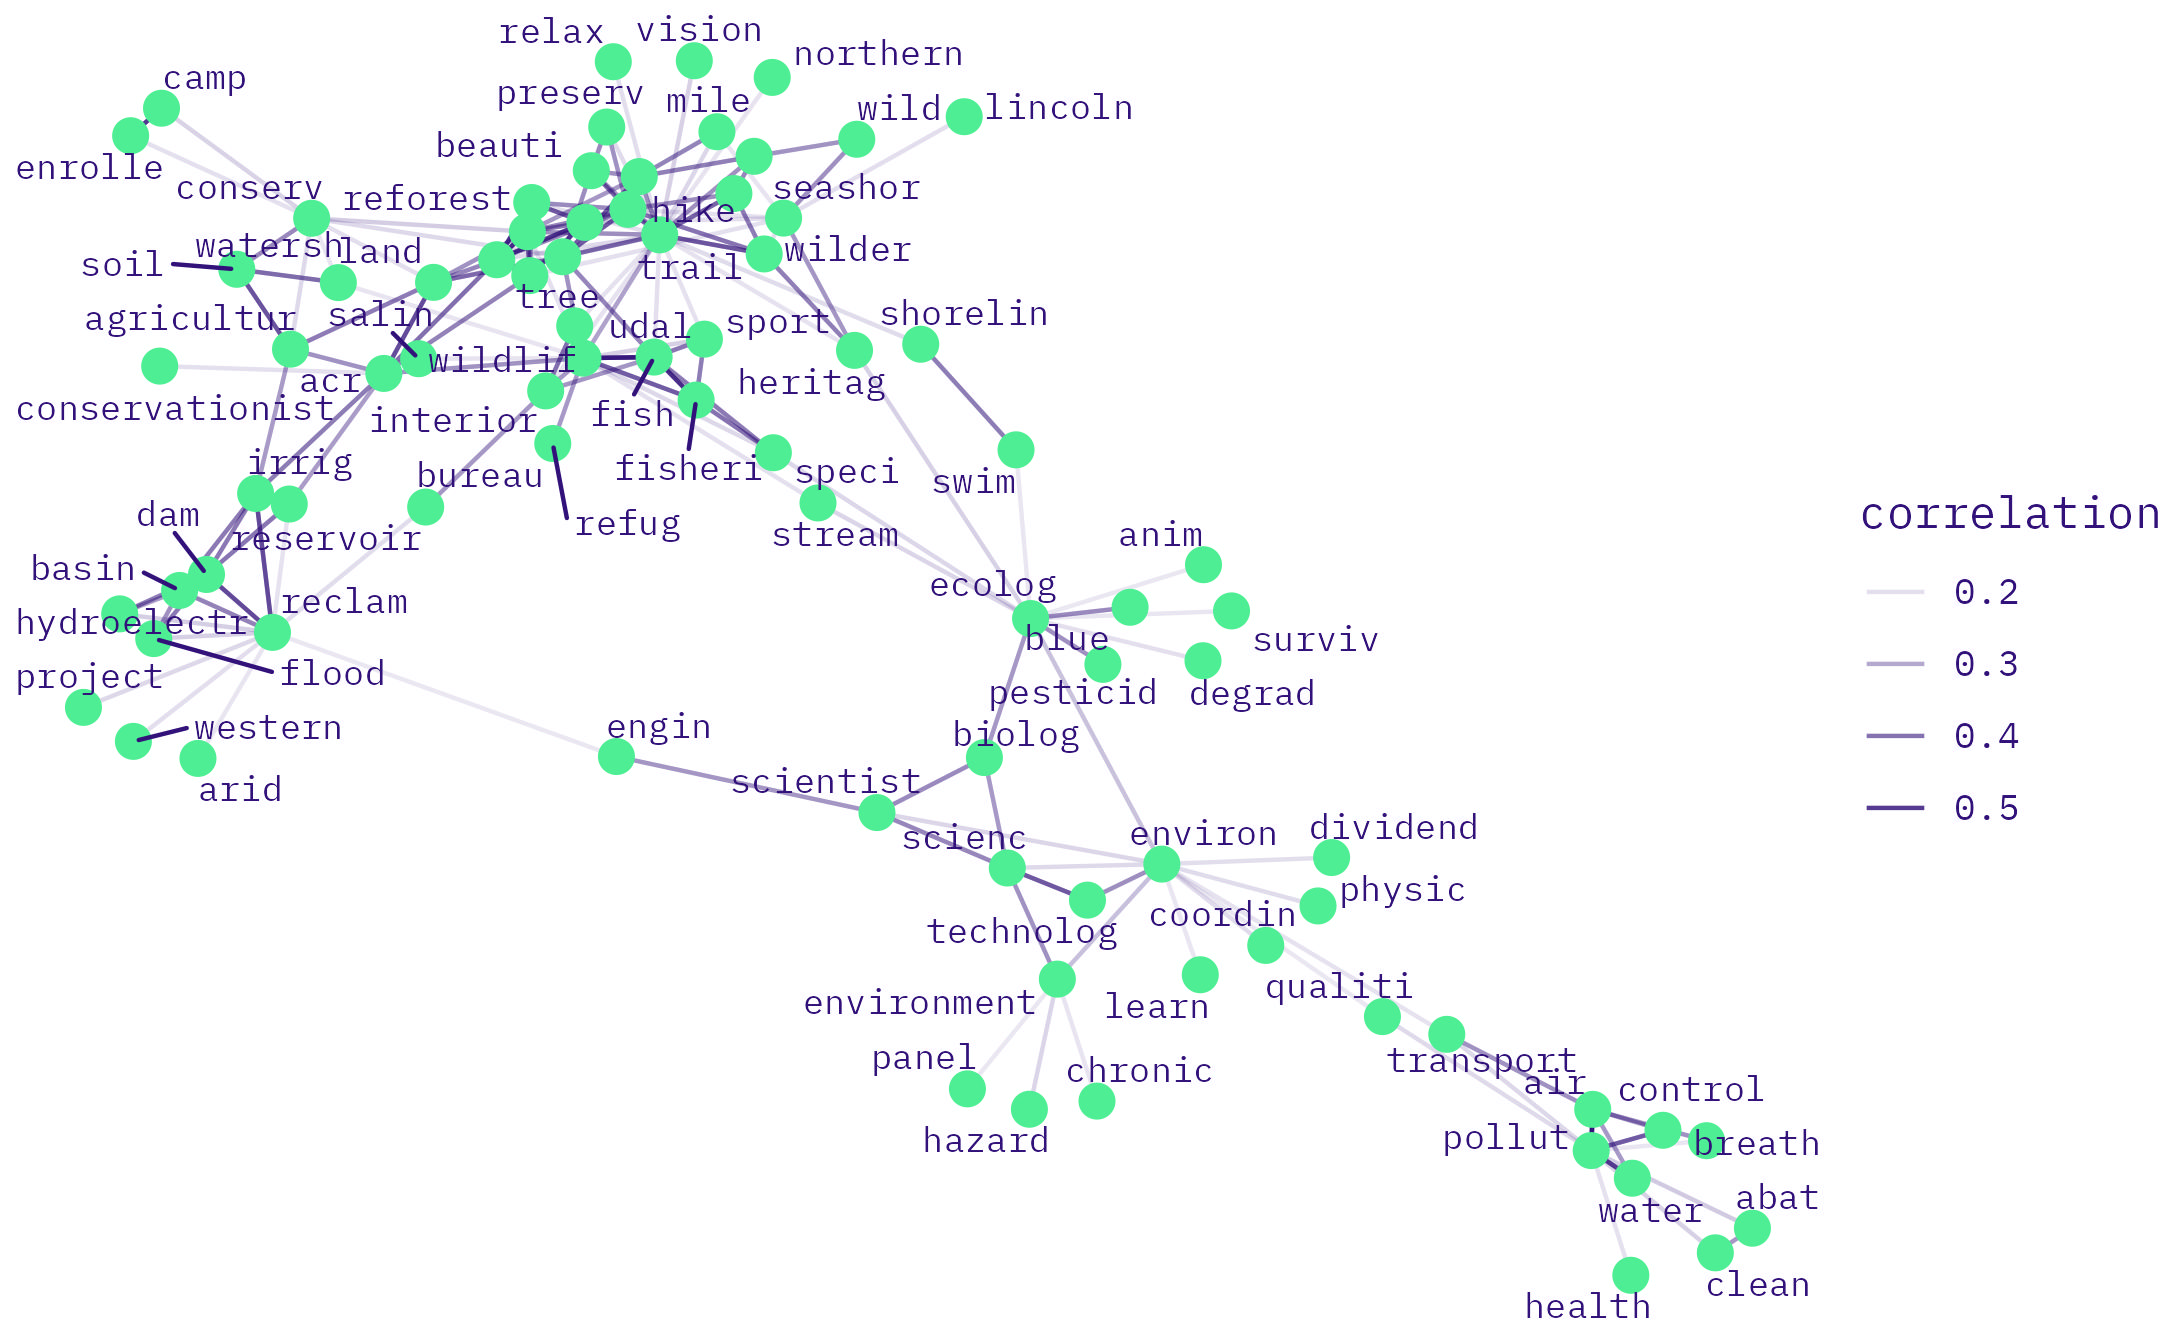 relax
vision
northern
camp
preserv
mile
wild
lincoln
beauti
enrolle
conserv
reforest
seashor
hike
watersh
land
wilder
soil
trail
tree
agricultur
salin
udal
sport
shorelin
wildlif
acr
heritag
conservationist
interior
fish
irrig
bureau
fisheri
speci
swim
dam
reservoir
refug
stream
anim
correlation
basin
ecolog
0.2
reclam
hydroelectr
blue
surviv
0.3
project
flood
pesticid
degrad
western
engin
biolog
0.4
arid
scientist
0.5
scienc
environ
dividend
physic
coordin
technolog
qualiti
environment
learn
panel
chronic
transport
air
control
hazard
pollut
breath
abat
water
clean
health